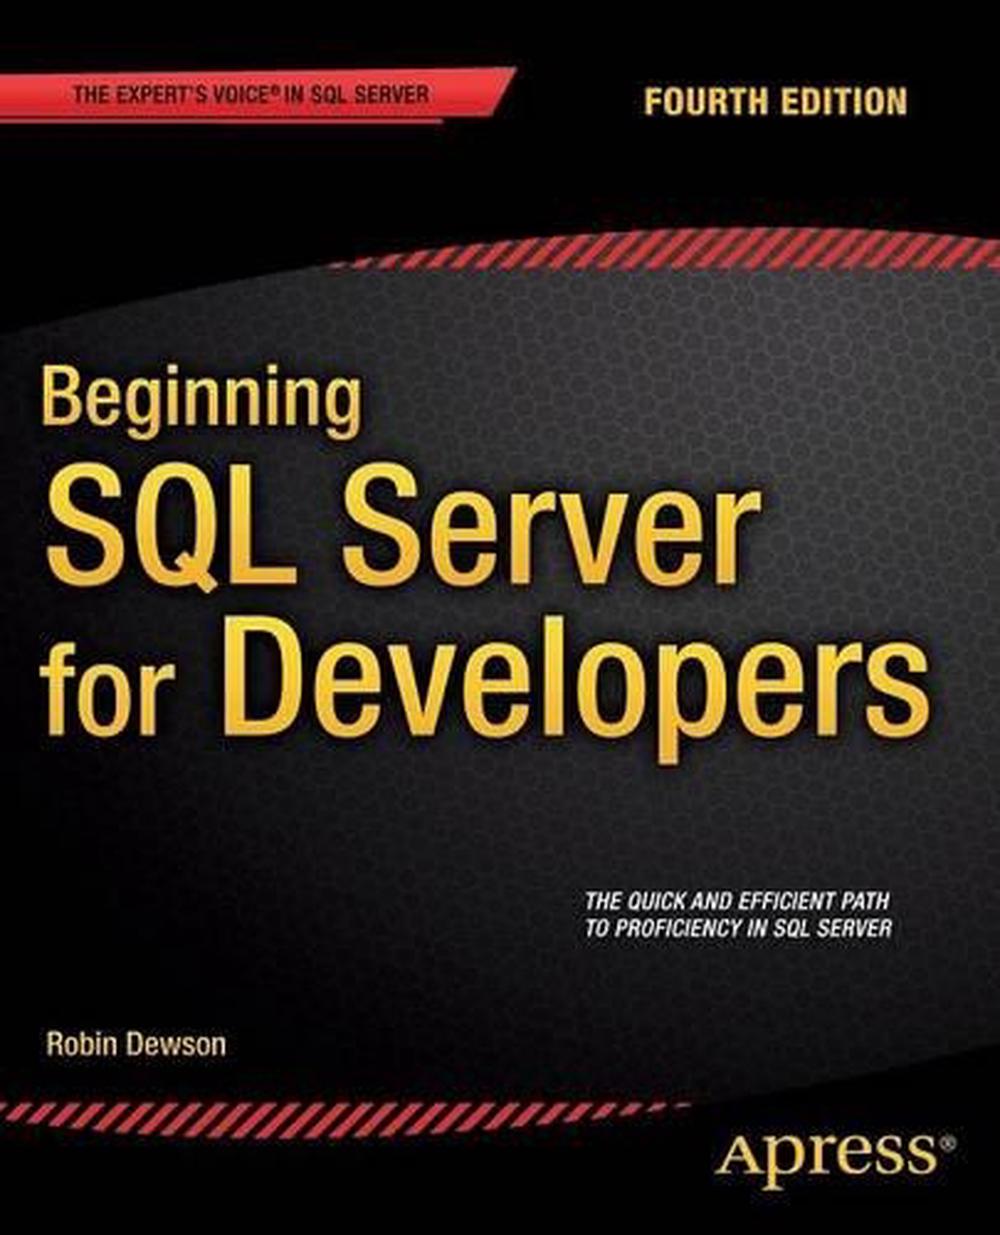 THE EXPERT'S VOICE® IN SQL SERVER
FOURTH EDITION
Beginning
SQL Server
for Developers
THE QUICK AND EFFICIENT PATH
TO PROFICIENCY IN SQL SERVER
Robin Dewson
Apress®